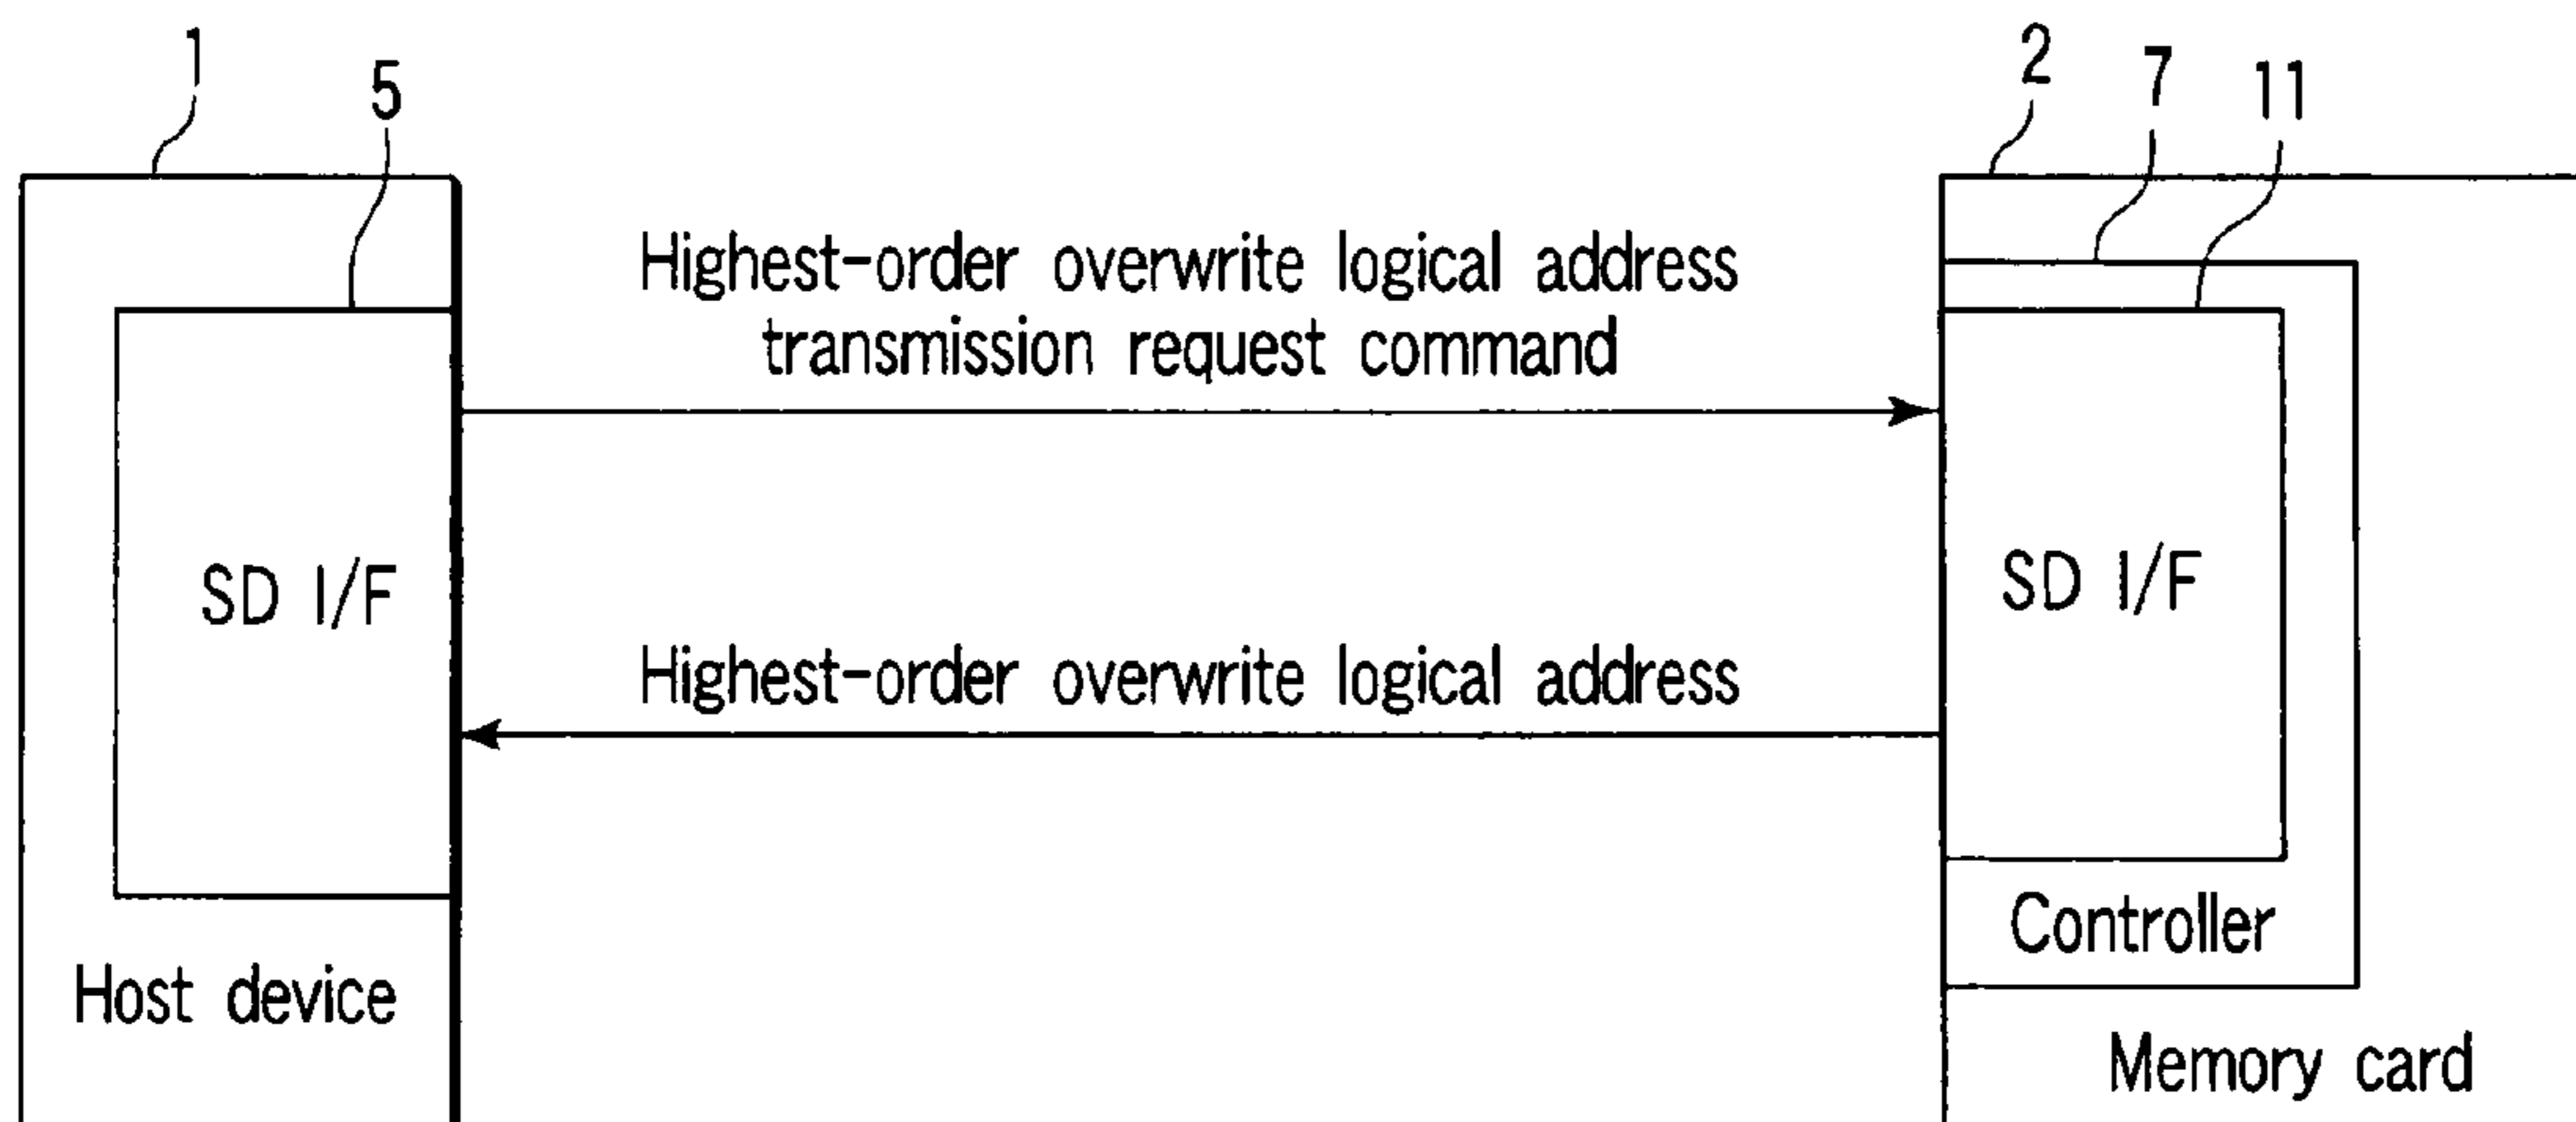 1
5
2
7
11
Highest-order overwrite logical address
transmission request command
SD I/F
SD I/F
Highest-order overwrite logical address
Controller
Host device
Memory card